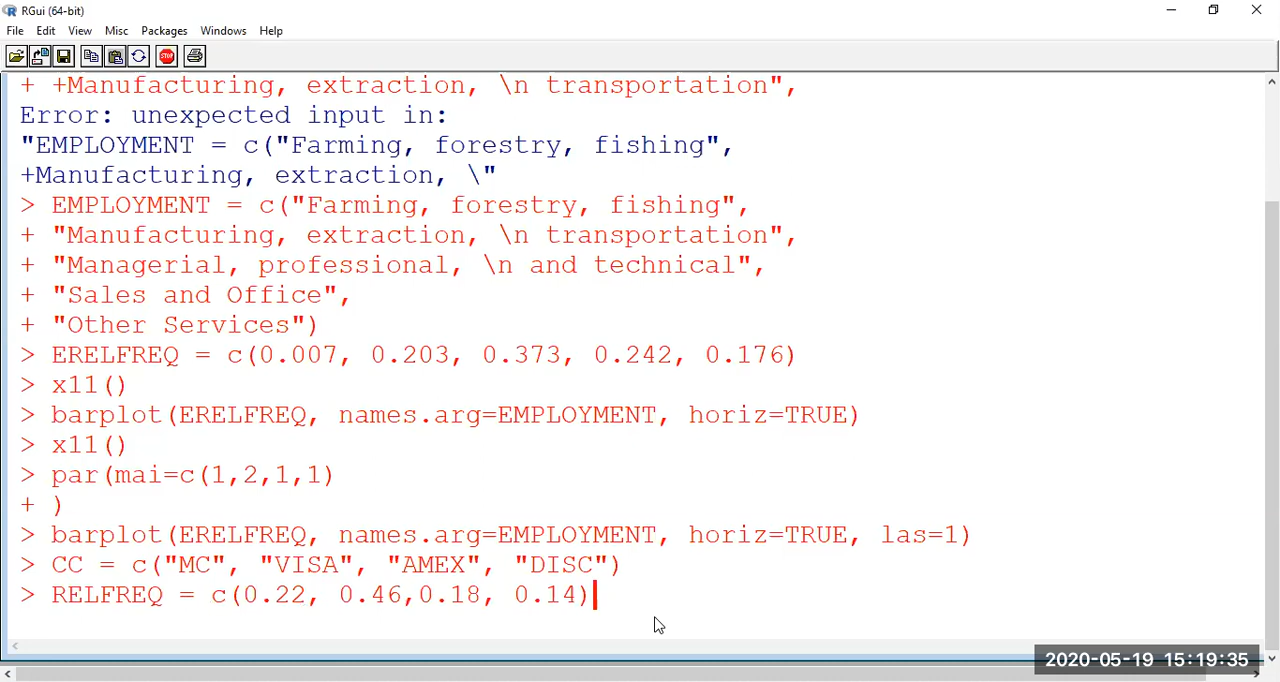 RGui (64-bit)
File Edit View Misc Packages Windows Help
STOP
+ +Manufacturing, extraction, \n transportation",
Error: unexpected input in:
"EMPLOYMENT = c("Farming, forestry, fishing",
+Manufacturing, extraction, \"
> EMPLOYMENT = c("Farming, forestry, fishing",
+ "Manufacturing, extraction, \n transportation",
+ "Managerial, professional, \n and technical",
+ "Sales and Office",
+ "Other Services")
> ERELFREQ = c(0.007, 0.203, 0.373, 0.242, 0.176)
> x11()
> barplot(ERELFREQ, names.arg=EMPLOYMENT, horiz=TRUE)
> x11()
> par(mai=c(1,2,1,1)
+ )
> barplot(ERELFREQ, names.arg=EMPLOYMENT, horiz=TRUE, las=1)
> CC = c("MC", "VISA", "AMEX", "DISC")
> RELFREQ = c(0.22, 0.46,0.18, 0.14)
2020-05-19 15:19:35